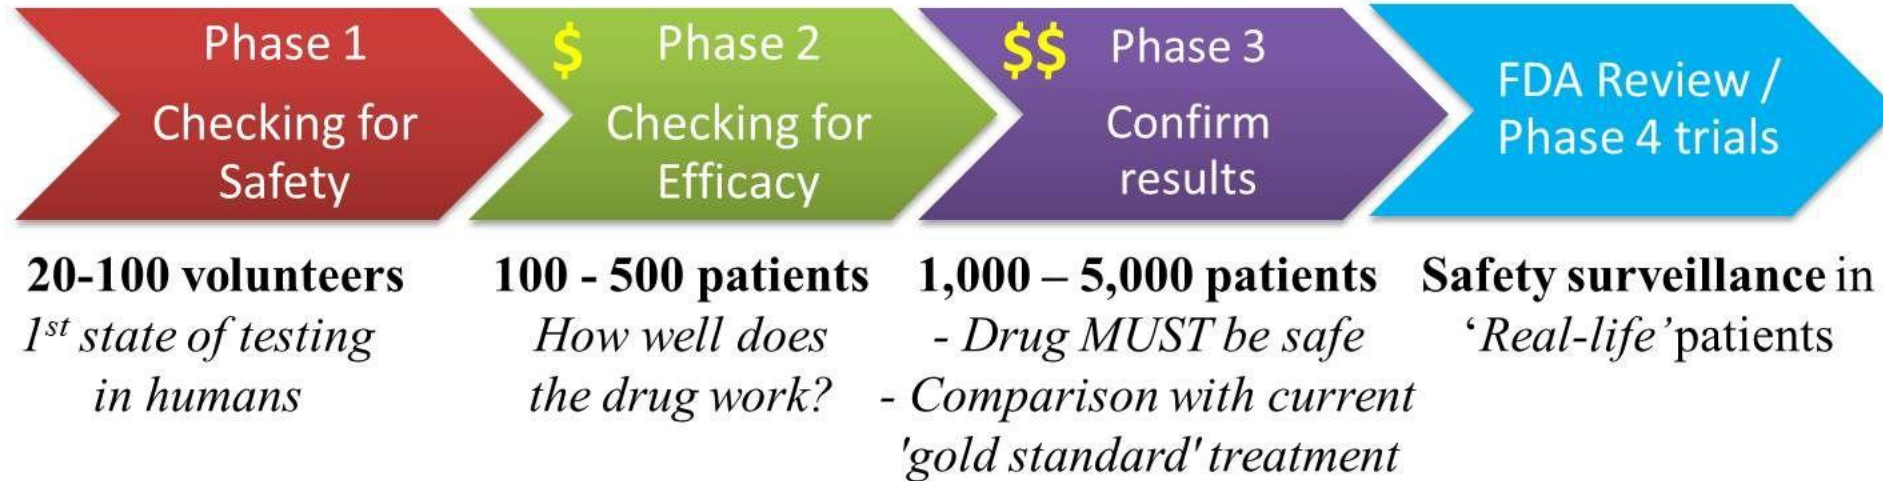 Phase 1
Checking for
Safety
$ Phase 2
Checking for
Efficacy
$$ Phase 3
Confirm
results
FDA Review /
Phase 4 trials
20-100 volunteers
1st state of testing
in humans
100 - 500 patients
How well does
the drug work?
1,000 – 5,000 patients
- Drug MUST be safe
- Comparison with current
'gold standard' treatment
Safety surveillance in
‘Real-life’ patients